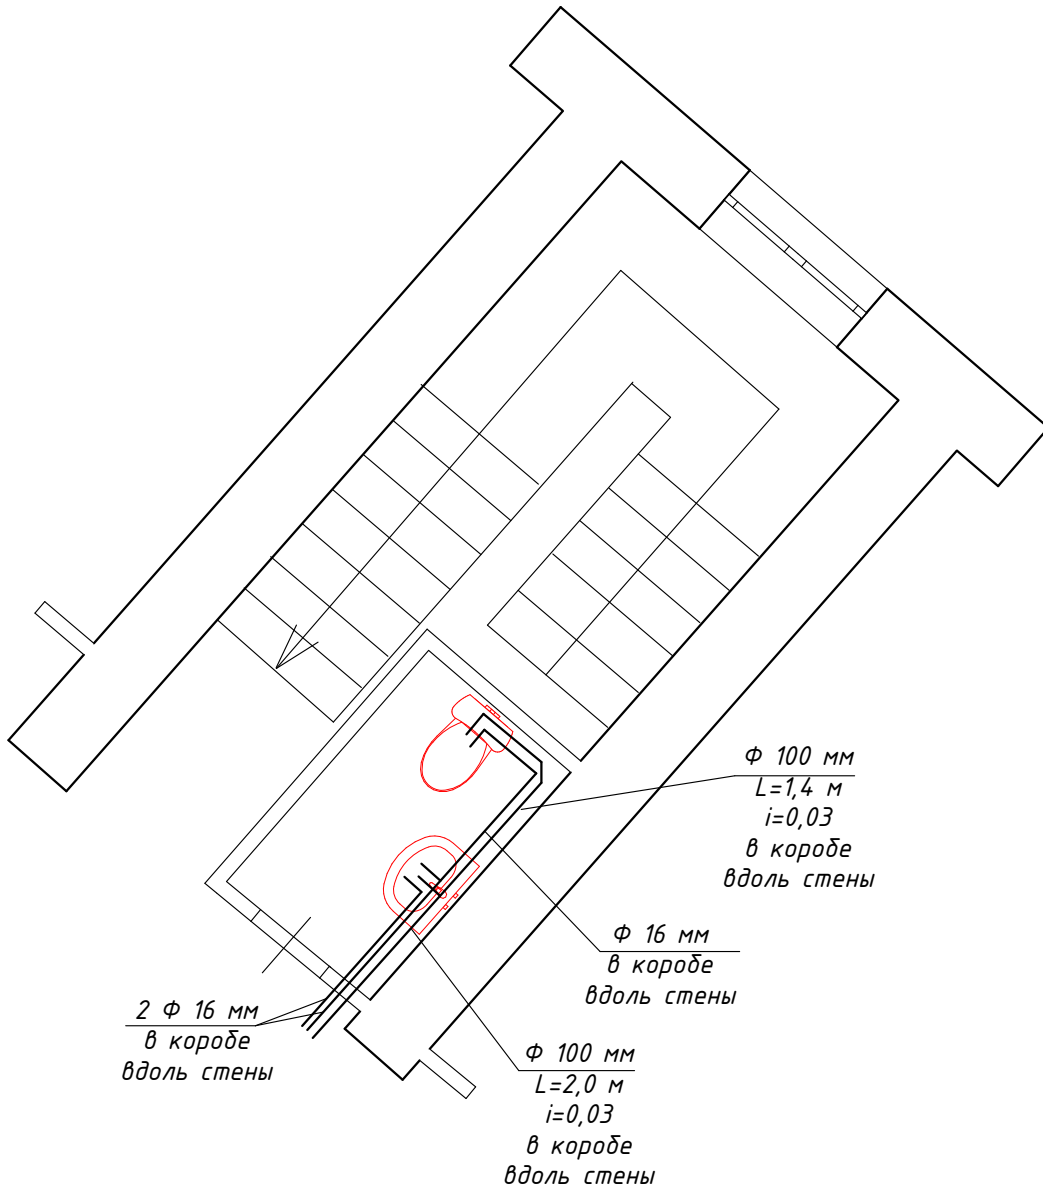 Ф 100 мм
L=1,4 м
i=0,03
в коробе
вдоль стены
Ф 16 мм
в коробе
вдоль стены
2 Ф 16 мм
в коробе
вдоль стены
Ф 100 мм
L=2,0 м
i=0,03
в коробе
вдоль стены